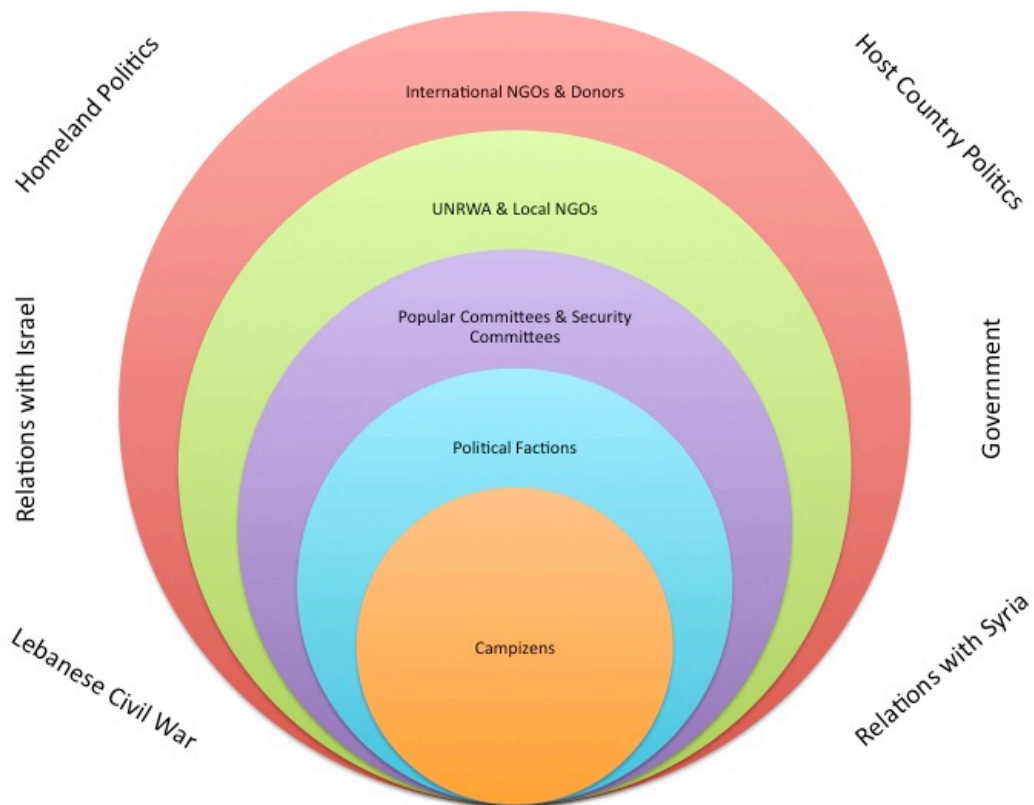 Homeland Politics
Host Country Politics
International NGOs & Donors
UNRWA & Local NGOs
Relations with Israel
Popular Committees & Security
Committees
Government
Political Factions
Campizens
Lebanese Civil War
Relations with Syria